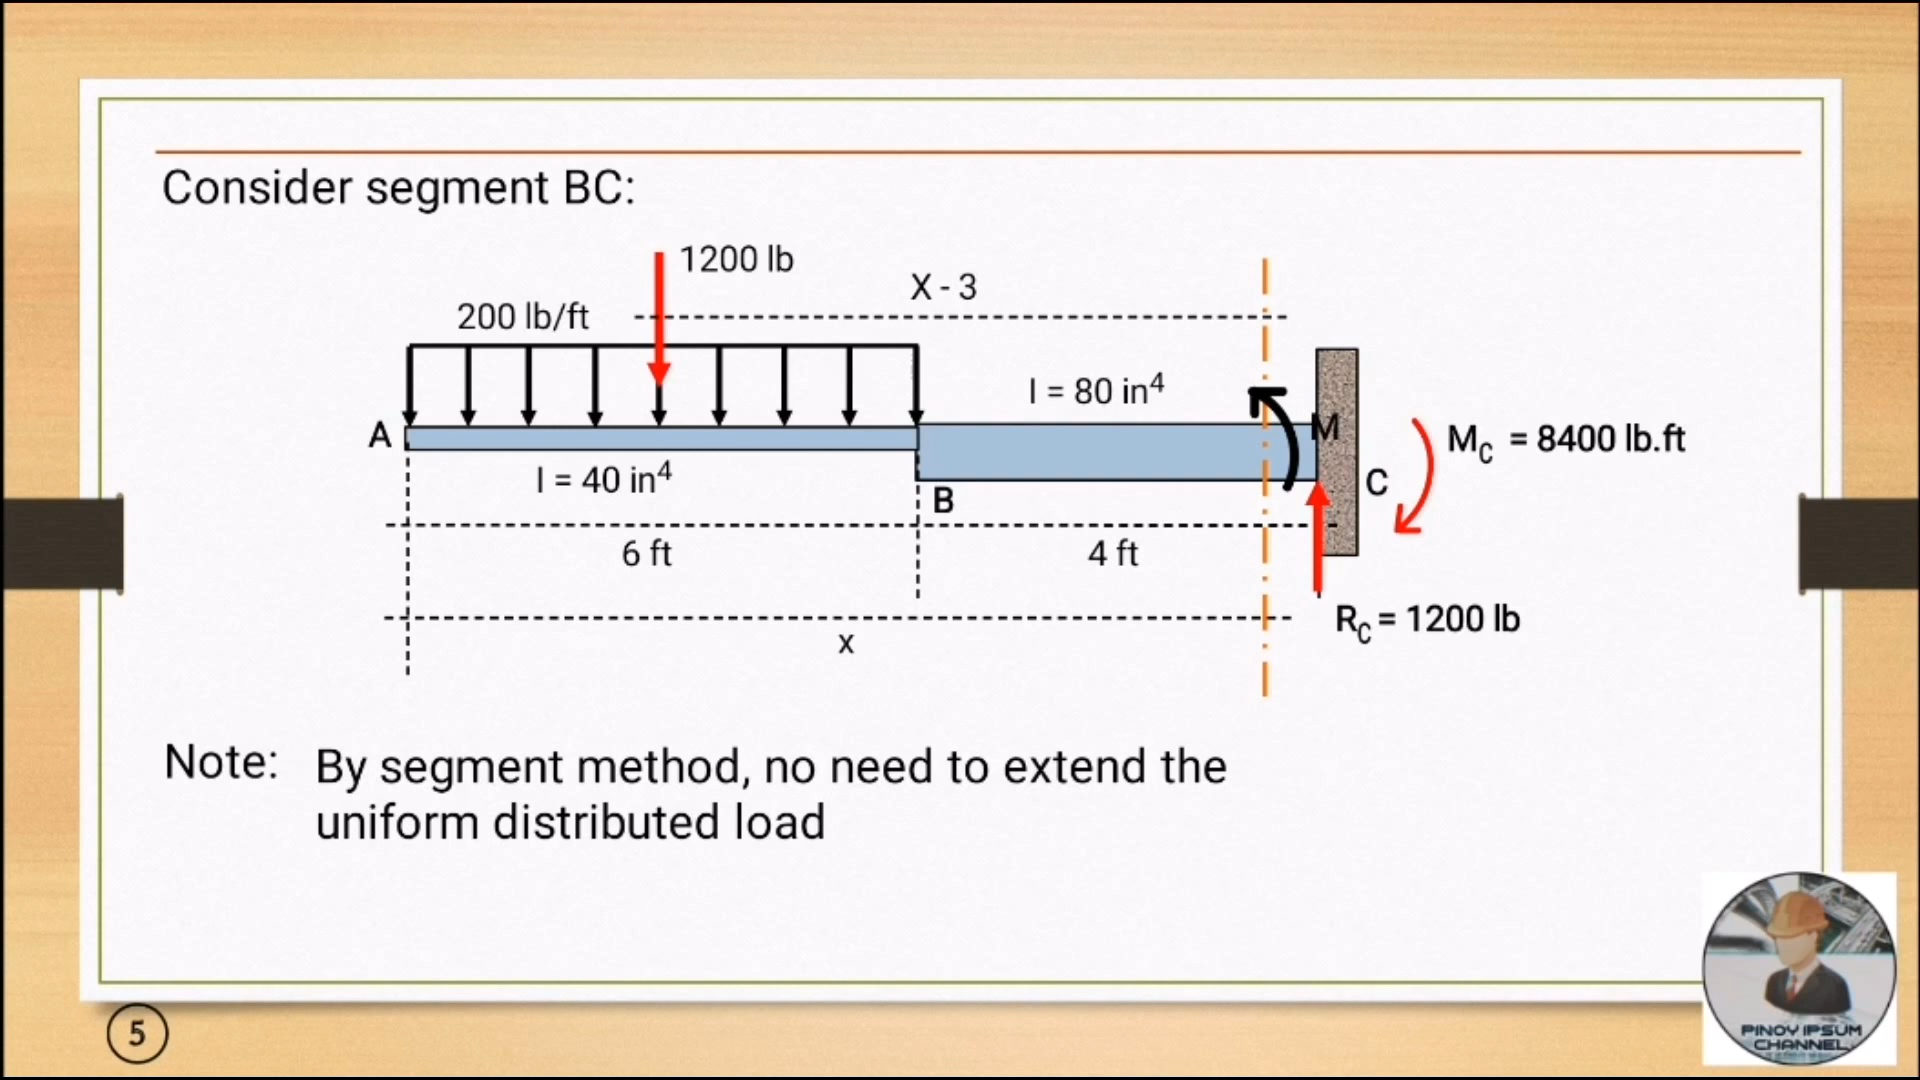 Consider segment BC:
1200 lb
X - 3
200 lb/ft
I = 80 in⁴
A
M
M_C = 8400 lb.ft
I = 40 in⁴
B
C
6 ft
4 ft
x
R_C = 1200 lb
Note: By segment method, no need to extend the
uniform distributed load
5
PINOY IPSUM
CHANNEL